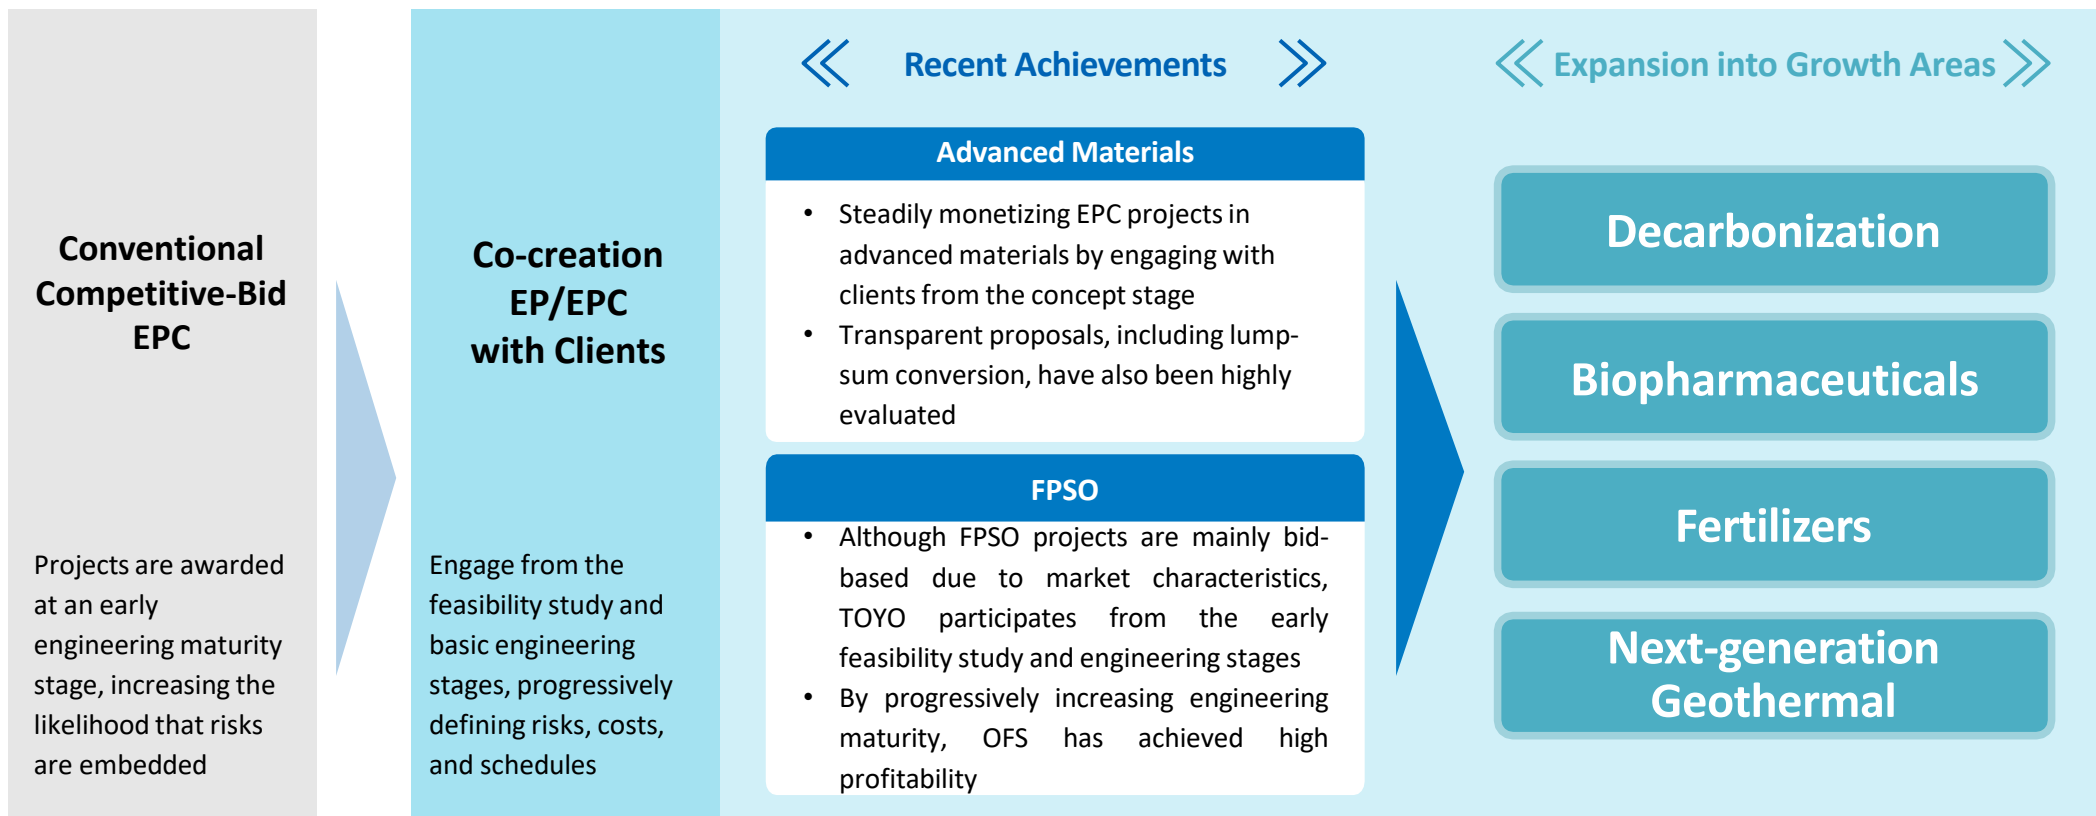 Conventional
Competitive-Bid
EPC
Projects are awarded
at an early
engineering maturity
stage, increasing the
likelihood that risks
are embedded
Co-creation
EP/EPC
with Clients
Engage from the
feasibility study and
basic engineering
stages, progressively
defining risks, costs,
and schedules
Recent Achievements
Advanced Materials
• Steadily monetizing EPC projects in
advanced materials by engaging with
clients from the concept stage
• Transparent proposals, including lump-
sum conversion, have also been highly
evaluated
FPSO
• Although FPSO projects are mainly bid-
based due to market characteristics,
TOYO participates from the early
feasibility study and engineering stages
• By progressively increasing engineering
maturity, OFS has achieved high
profitability
Expansion into Growth Areas
Decarbonization
Biopharmaceuticals
Fertilizers
Next-generation
Geothermal